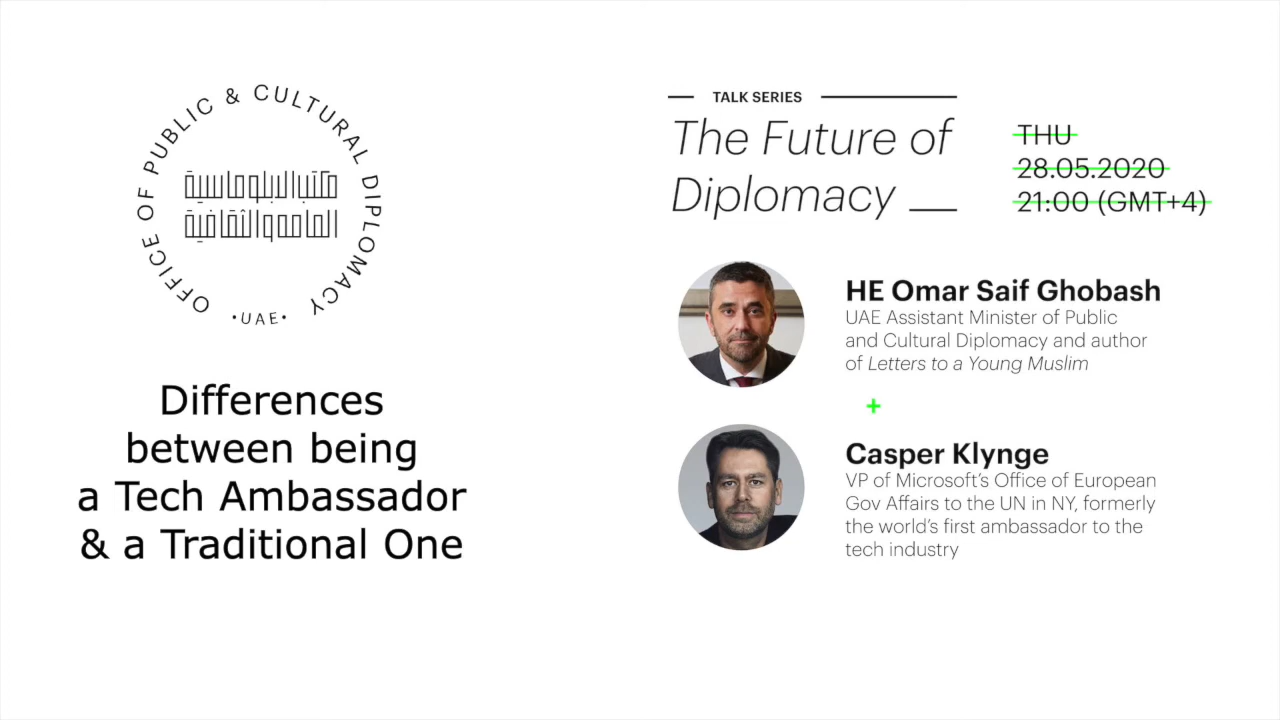 OFFICE OF PUBLIC & CULTURAL DIPLOMACY
مكتب الدبلوماسية
العامة والثقافية
•UAE•
Differences
between being
a Tech Ambassador
& a Traditional One
TALK SERIES
The Future of
Diplomacy
THU
28.05.2020
21:00 (GMT+4)
HE Omar Saif Ghobash
UAE Assistant Minister of Public
and Cultural Diplomacy and author
of Letters to a Young Muslim
+
Casper Klynge
VP of Microsoft's Office of European
Gov Affairs to the UN in NY, formerly
the world's first ambassador to the
tech industry